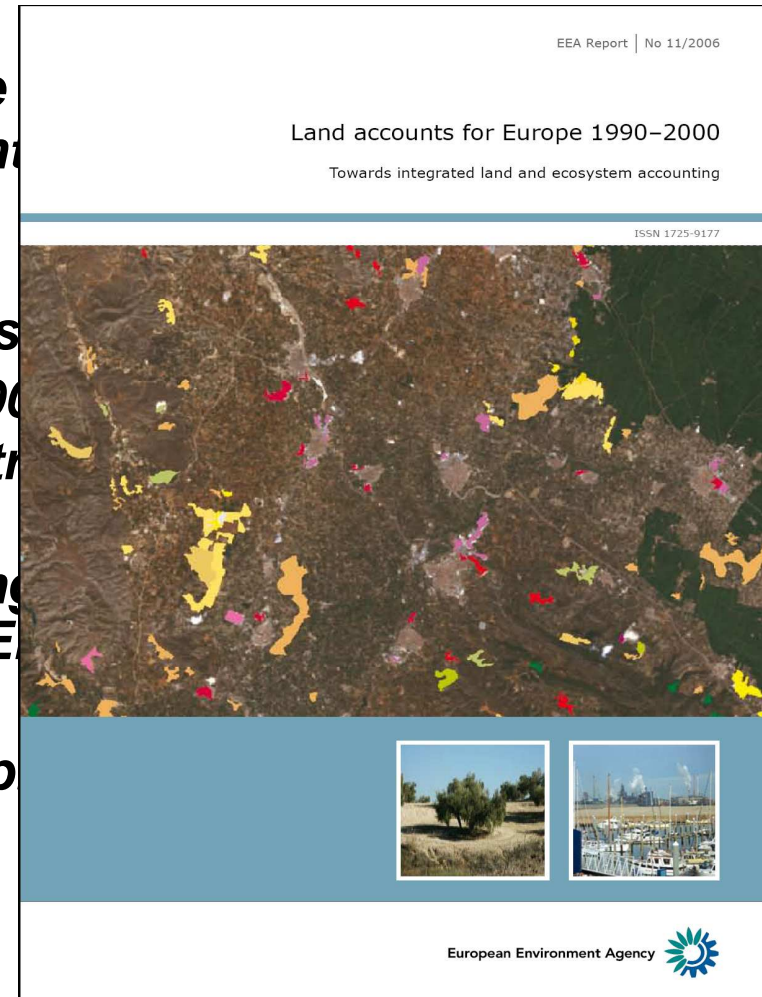 EEA Report | No 11/2006
Land accounts for Europe 1990–2000
Towards integrated land and ecosystem accounting
ISSN 1725-9177
European Environment Agency